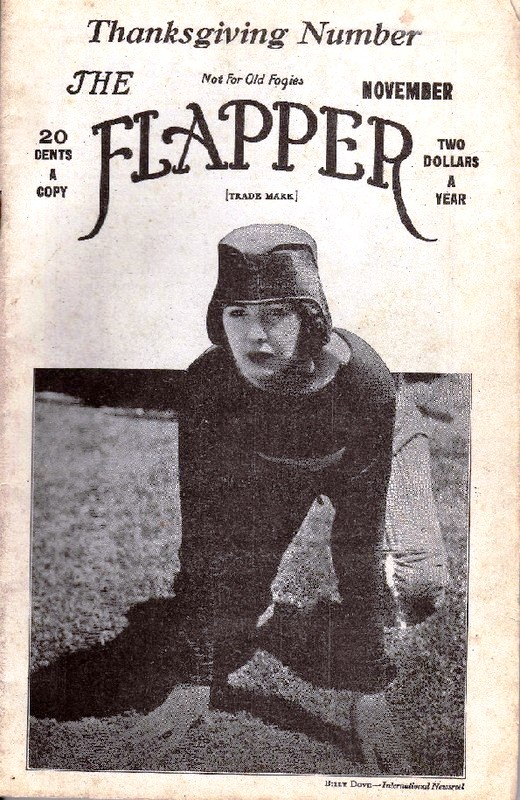 Thanksgiving Number
THE
Not For Old Fogies
NOVEMBER
FLAPPER
20
CENTS
A
COPY
TWO
DOLLARS
A
YEAR
[TRADE MARK]
BILLY DOVE—International Newsreel